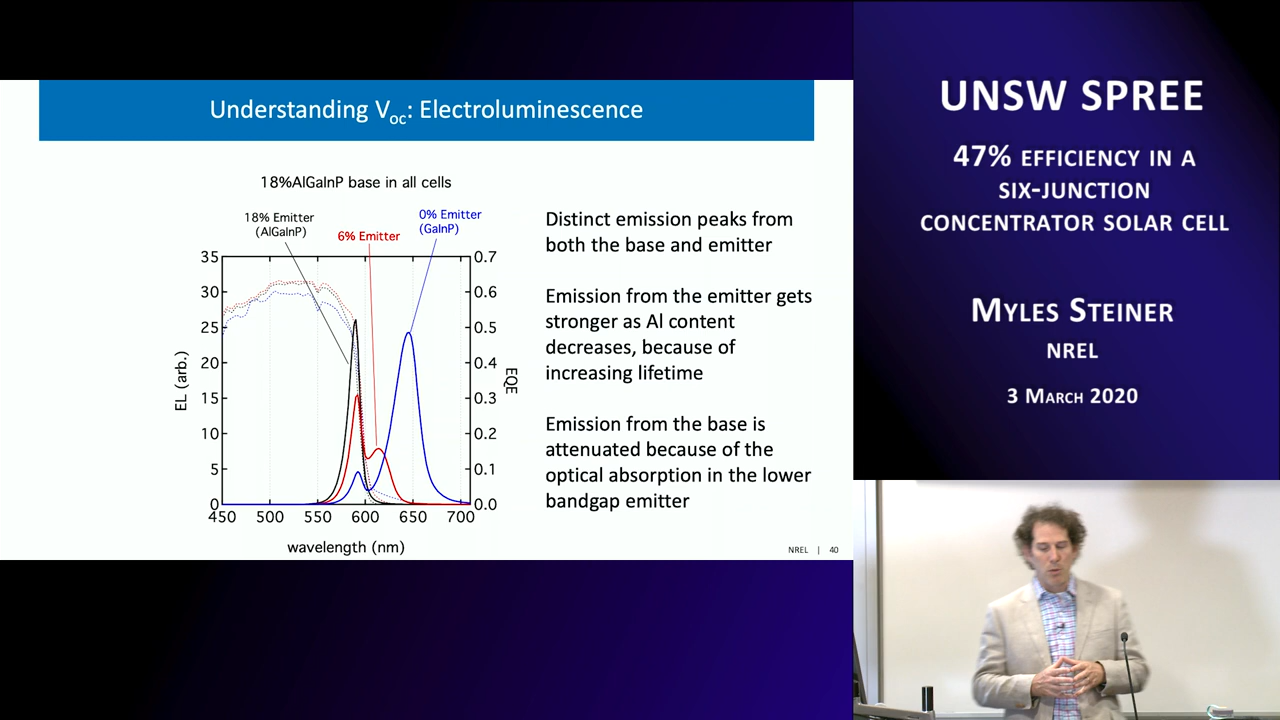 Understanding Voc: Electroluminescence
18%AlGaInP base in all cells
18% Emitter
(AlGaInP)
6% Emitter
0% Emitter
(GaInP)
35
30
25
20
15
10
5
0
EL (arb.)
0.7
0.6
0.5
0.4
0.3
0.2
0.1
0.0
EQE
450 500 550 600 650 700
wavelength (nm)
Distinct emission peaks from
both the base and emitter
Emission from the emitter gets
stronger as Al content
decreases, because of
increasing lifetime
Emission from the base is
attenuated because of the
optical absorption in the lower
bandgap emitter
NREL | 40
UNSW SPREE
47% EFFICIENCY IN A
SIX-JUNCTION
CONCENTRATOR SOLAR CELL
MYLES STEINER
NREL
3 MARCH 2020